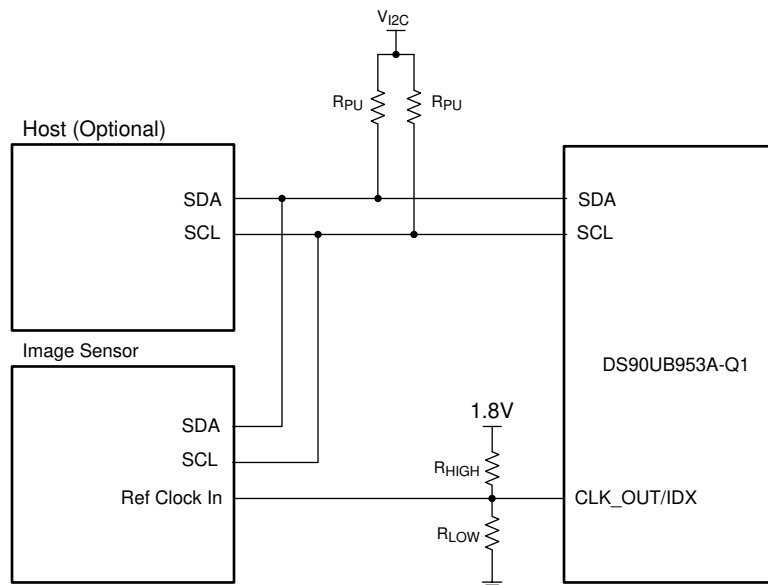 VI2C
RPU RPU
Host (Optional)
SDA SDA
SCL SCL
Image Sensor
DS90UB953A-Q1
1.8V
SDA
SCL
RHIGH
Ref Clock In CLK_OUT/IDX
RLOW